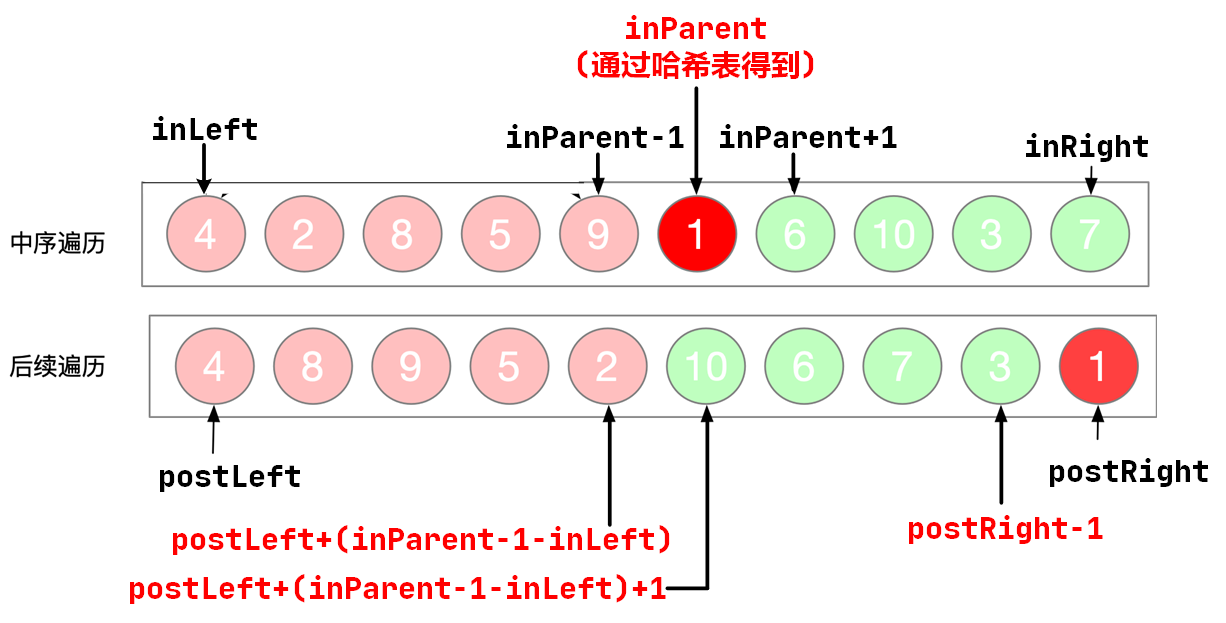 inParent
(通过哈希表得到)
inLeft
inParent-1
inParent+1
inRight
中序遍历
4 2 8 5 9 1 6 10 3 7
后续遍历
4 8 9 5 2 10 6 7 3 1
postLeft
postRight
postLeft+(inParent-1-inLeft)
postRight-1
postLeft+(inParent-1-inLeft)+1